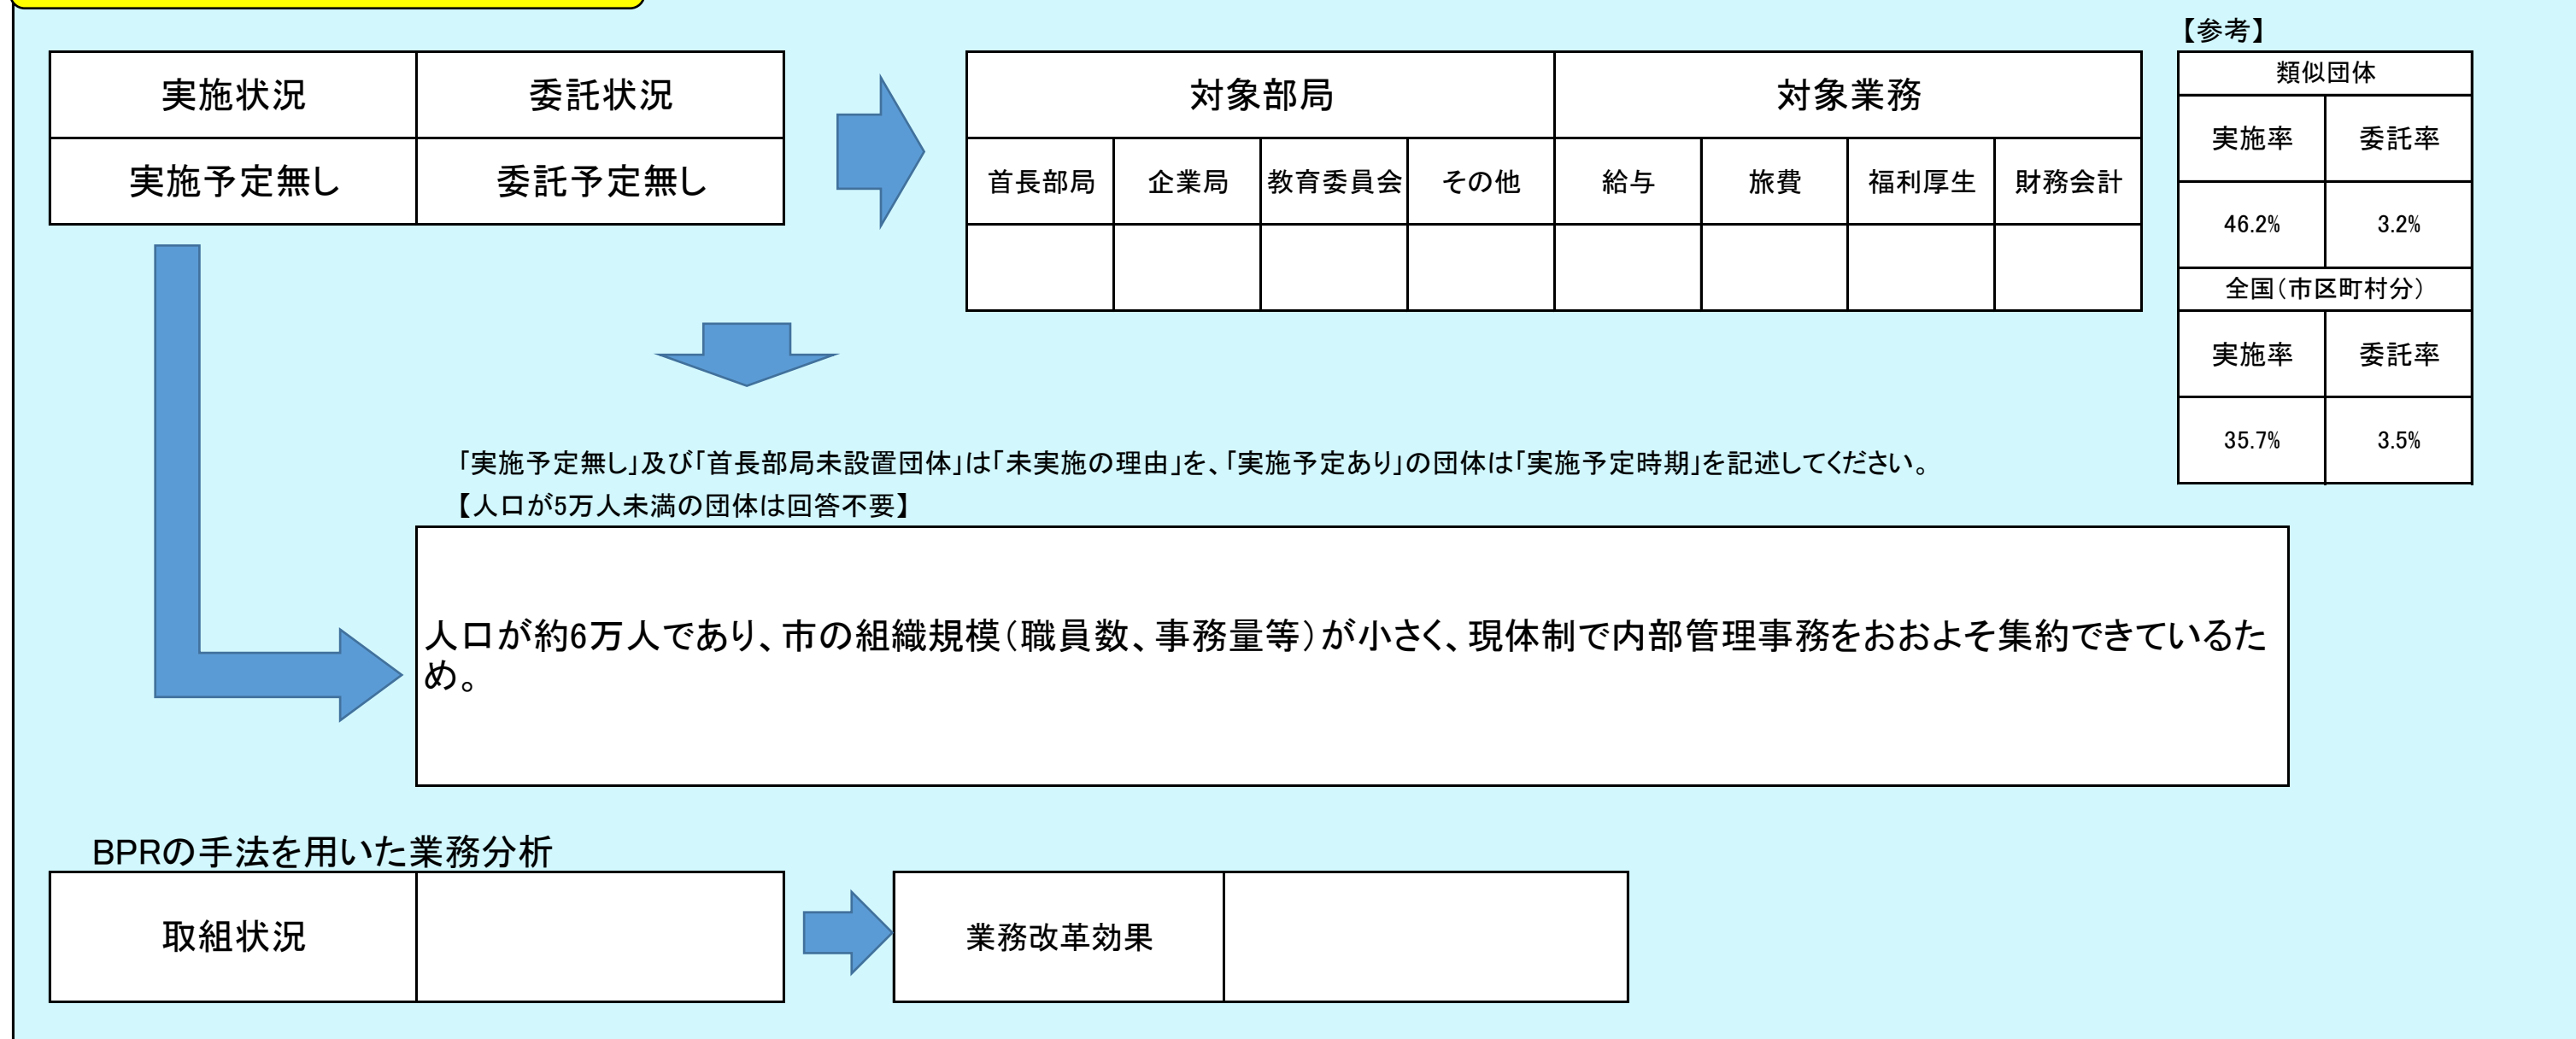 【参考】
実施状況 委託状況
実施予定無し 委託予定無し
対象部局 対象業務
首長部局 企業局 教育委員会 その他 給与 旅費 福利厚生 財務会計
類似団体
実施率 委託率
46.2% 3.2%
全国（市区町村分）
実施率 委託率
35.7% 3.5%
「実施予定無し」及び「首長部局未設置団体」は「未実施の理由」を、「実施予定あり」の団体は「実施予定時期」を記述してください。
【人口が5万人未満の団体は回答不要】
人口が約6万人であり、市の組織規模（職員数、事務量等）が小さく、現体制で内部管理事務をおおよそ集約できているた
め。
BPRの手法を用いた業務分析
取組状況
業務改革効果